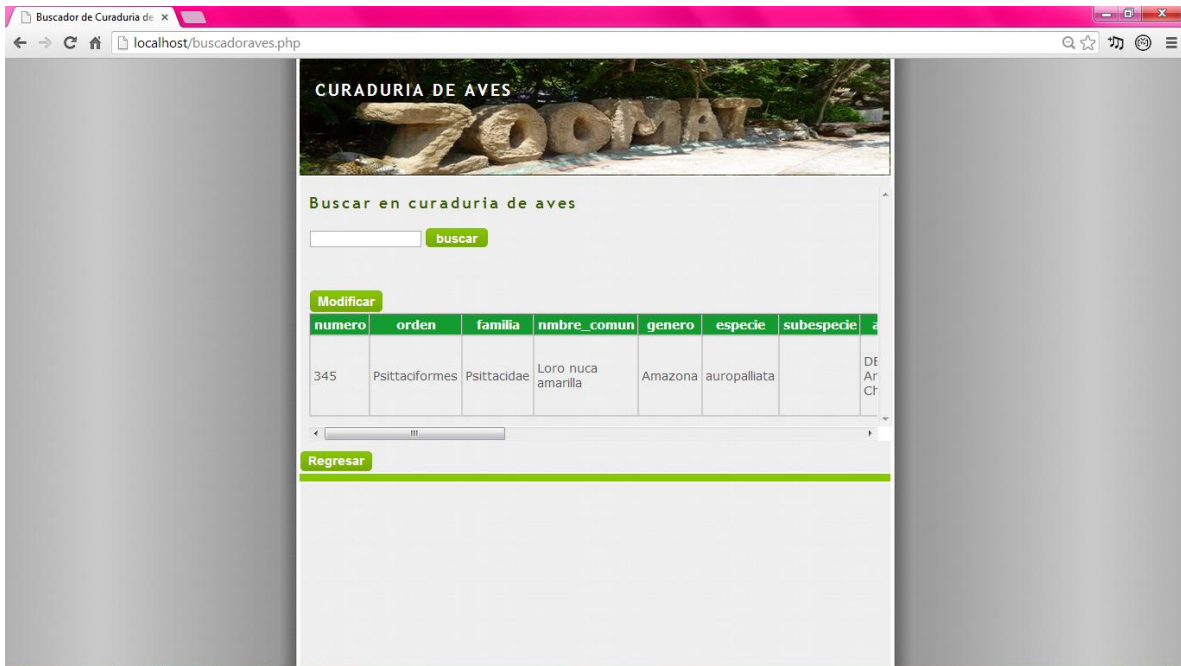 Buscador de Curaduria de
localhost/buscadoraves.php
CURADURIA DE AVES
ZOOMAT
Buscar en curaduria de aves
buscar
Modificar
numero orden familia nmbre_comun genero especie subespecie a
345 Psittaciformes Psittacidae Loro nuca amarilla Amazona auropalliata
Regresar